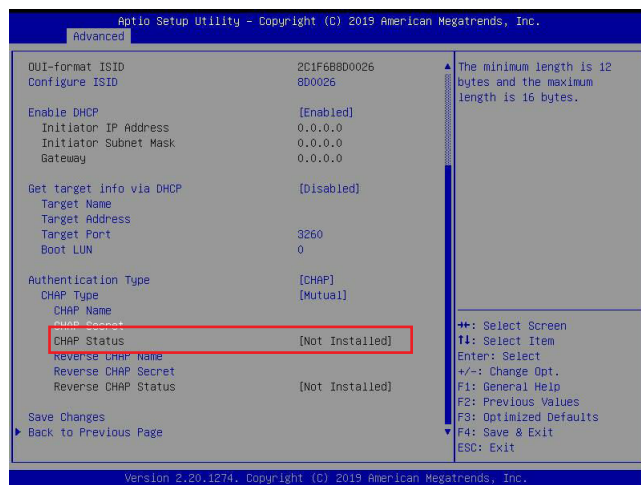 Aptio Setup Utility – Copyright (C) 2019 American Megatrends, Inc.
Advanced
OUI-format ISID 2C1F6B8D0026
Configure ISID 8D0026
Enable DHCP [Enabled]
Initiator IP Address 0.0.0.0
Initiator Subnet Mask 0.0.0.0
Gateway 0.0.0.0
Get target info via DHCP [Disabled]
Target Name
Target Address
Target Port 3260
Boot LUN 0
Authentication Type [CHAP]
CHAP Type [Mutual]
CHAP Name
CHAP Secret
CHAP Status [Not Installed]
Reverse CHAP Name
Reverse CHAP Secret
Reverse CHAP Status [Not Installed]
Save Changes
Back to Previous Page
The minimum length is 12
bytes and the maximum
length is 16 bytes.
→←: Select Screen
↑↓: Select Item
Enter: Select
+/-: Change Opt.
F1: General Help
F2: Previous Values
F3: Optimized Defaults
F4: Save & Exit
ESC: Exit
Version 2.20.1274. Copyright (C) 2019 American Megatrends, Inc.